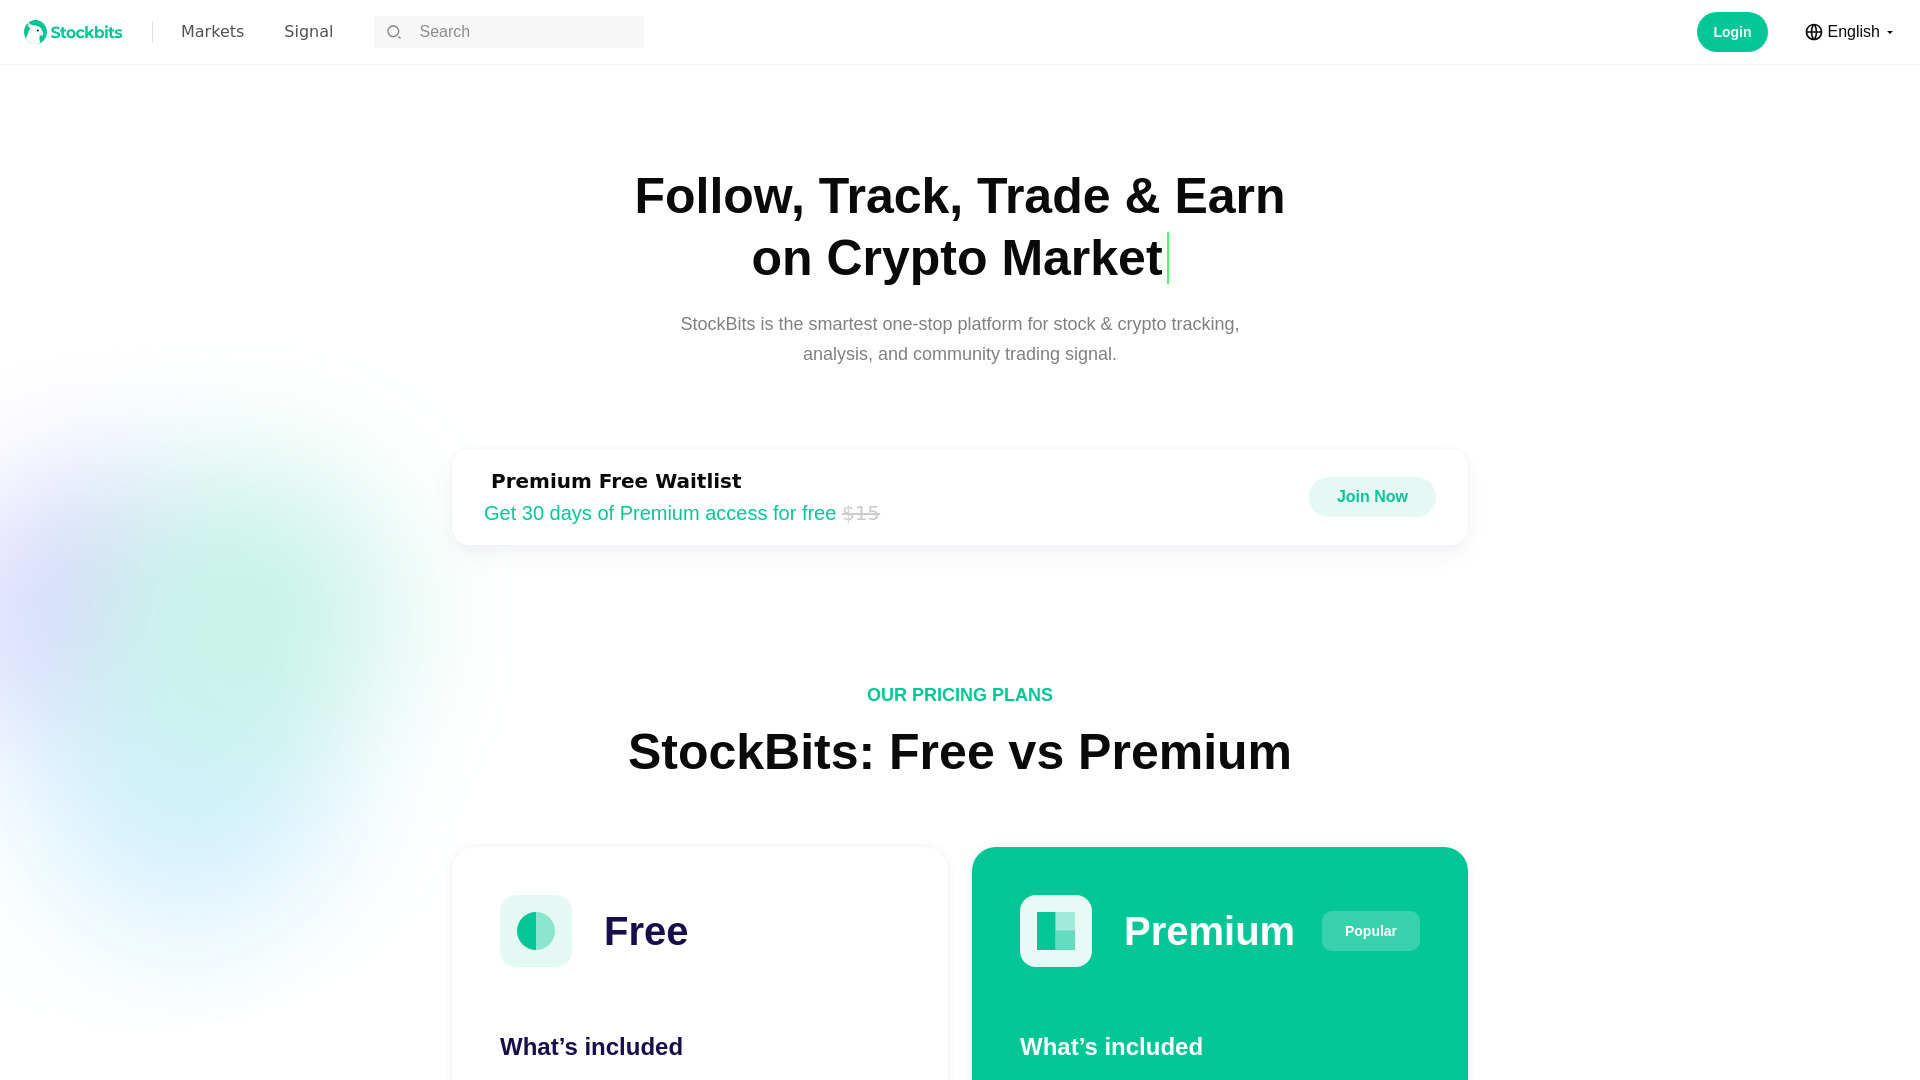 Stockbits
Markets
Signal
Search
Login
English
Follow, Track, Trade & Earn
on Crypto Market
StockBits is the smartest one-stop platform for stock & crypto tracking,
analysis, and community trading signal.
Premium Free Waitlist
Get 30 days of Premium access for free $15
Join Now
OUR PRICING PLANS
StockBits: Free vs Premium
Free
What’s included
Premium
Popular
What’s included